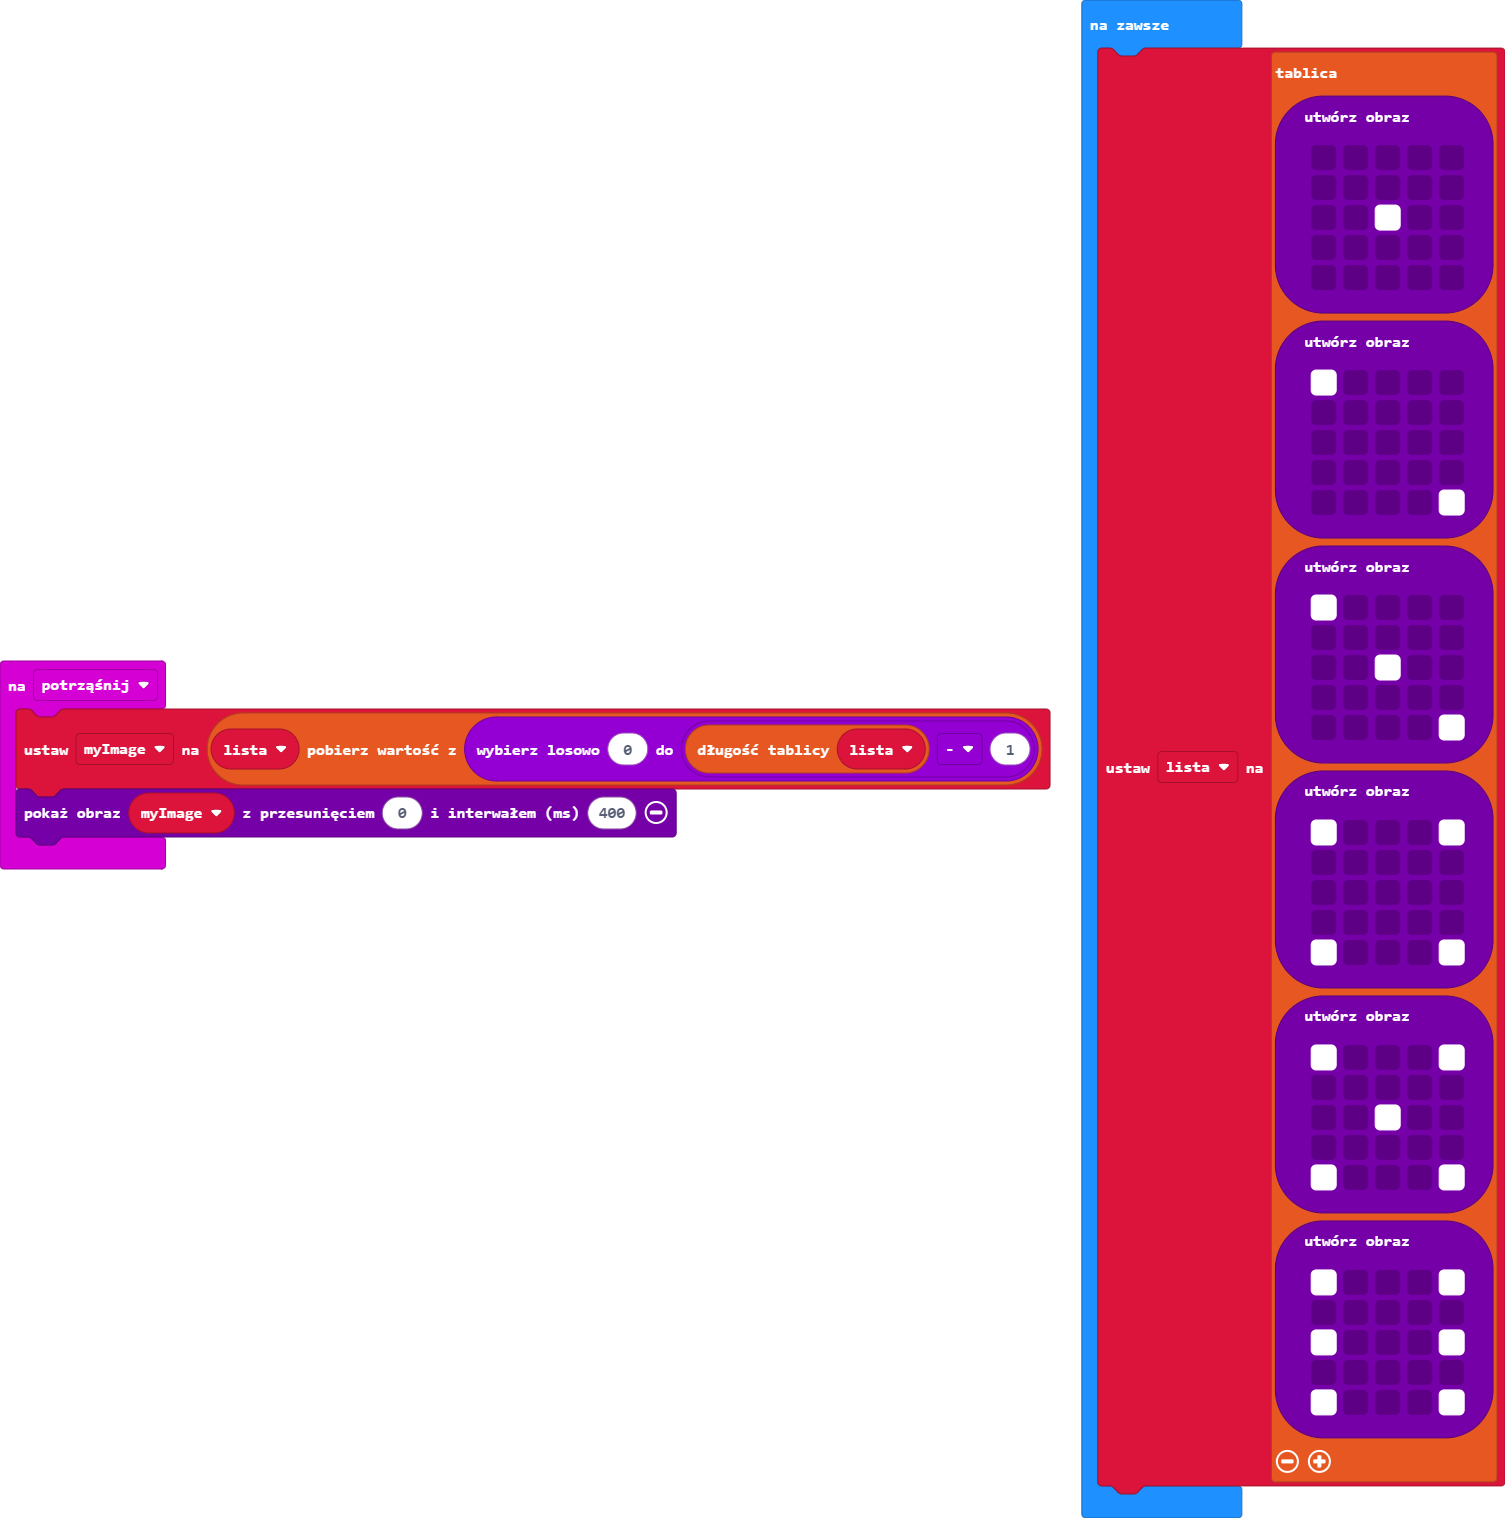 na zawsze
tablica
utwórz obraz
utwórz obraz
utwórz obraz
utwórz obraz
utwórz obraz
utwórz obraz
ustaw lista na
na potrząśnij
ustaw myImage na lista pobierz wartość z wybierz losowo 0 do długość tablicy lista - 1
pokaż obraz myImage z przesunięciem 0 i interwałem (ms) 400